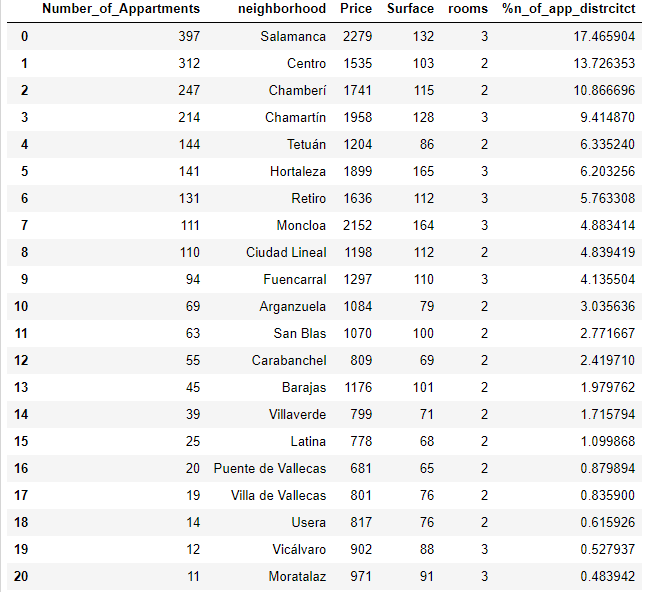 Number_of_Appartments neighborhood Price Surface rooms %n_of_app_distrcitct
0 397 Salamanca 2279 132 3 17.465904
1 312 Centro 1535 103 2 13.726353
2 247 Chamberí 1741 115 2 10.866696
3 214 Chamartín 1958 128 3 9.414870
4 144 Tetuán 1204 86 2 6.335240
5 141 Hortaleza 1899 165 3 6.203256
6 131 Retiro 1636 112 3 5.763308
7 111 Moncloa 2152 164 3 4.883414
8 110 Ciudad Lineal 1198 112 2 4.839419
9 94 Fuencarral 1297 110 3 4.135504
10 69 Arganzuela 1084 79 2 3.035636
11 63 San Blas 1070 100 2 2.771667
12 55 Carabanchel 809 69 2 2.419710
13 45 Barajas 1176 101 2 1.979762
14 39 Villaverde 799 71 2 1.715794
15 25 Latina 778 68 2 1.099868
16 20 Puente de Vallecas 681 65 2 0.879894
17 19 Villa de Vallecas 801 76 2 0.835900
18 14 Usera 817 76 2 0.615926
19 12 Vicálvaro 902 88 3 0.527937
20 11 Moratalaz 971 91 3 0.483942